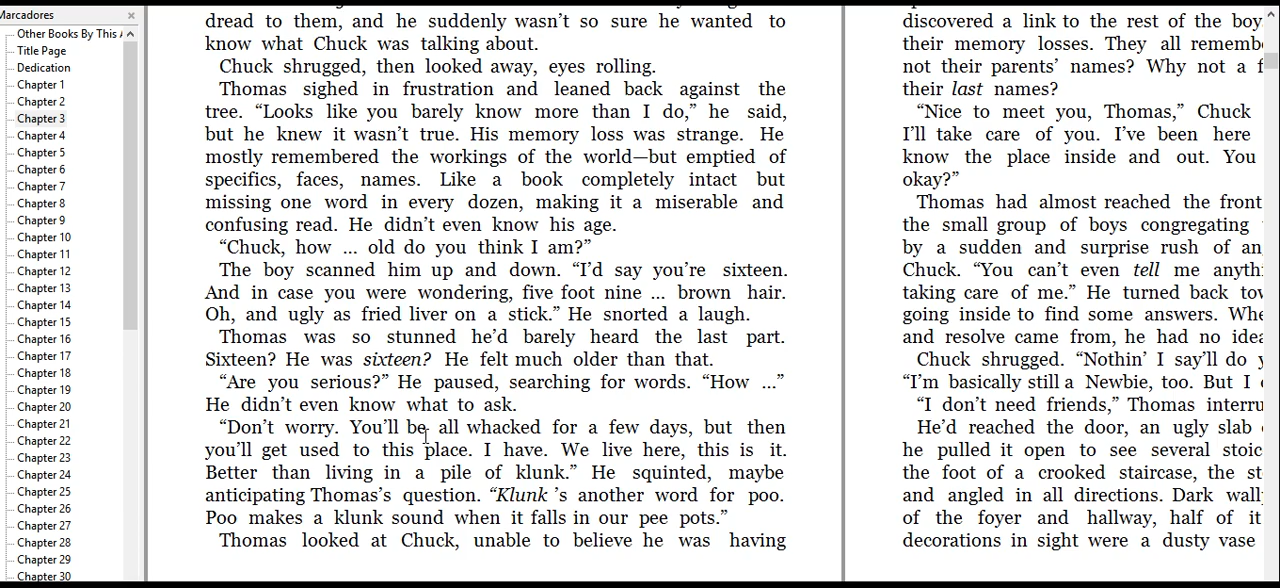 Marcadores
Other Books By This A
Title Page
Dedication
Chapter 1
Chapter 2
Chapter 3
Chapter 4
Chapter 5
Chapter 6
Chapter 7
Chapter 8
Chapter 9
Chapter 10
Chapter 11
Chapter 12
Chapter 13
Chapter 14
Chapter 15
Chapter 16
Chapter 17
Chapter 18
Chapter 19
Chapter 20
Chapter 21
Chapter 22
Chapter 23
Chapter 24
Chapter 25
Chapter 26
Chapter 27
Chapter 28
Chapter 29
Chapter 30
dread to them, and he suddenly wasn’t so sure he wanted to
know what Chuck was talking about.
Chuck shrugged, then looked away, eyes rolling.
Thomas sighed in frustration and leaned back against the
tree. “Looks like you barely know more than I do,” he said,
but he knew it wasn’t true. His memory loss was strange. He
mostly remembered the workings of the world—but emptied of
specifics, faces, names. Like a book completely intact but
missing one word in every dozen, making it a miserable and
confusing read. He didn’t even know his age.
“Chuck, how ... old do you think I am?”
The boy scanned him up and down. “I’d say you’re sixteen.
And in case you were wondering, five foot nine ... brown hair.
Oh, and ugly as fried liver on a stick.” He snorted a laugh.
Thomas was so stunned he’d barely heard the last part.
Sixteen? He was sixteen? He felt much older than that.
“Are you serious?” He paused, searching for words. “How ...”
He didn’t even know what to ask.
“Don’t worry. You’ll be all whacked for a few days, but then
you’ll get used to this place. I have. We live here, this is it.
Better than living in a pile of klunk.” He squinted, maybe
anticipating Thomas’s question. “Klunk ’s another word for poo.
Poo makes a klunk sound when it falls in our pee pots.”
Thomas looked at Chuck, unable to believe he was having
discovered a link to the rest of the boy
their memory losses. They all rememb
not their parents’ names? Why not a f
their last names?
“Nice to meet you, Thomas,” Chuck
I’ll take care of you. I’ve been here
know the place inside and out. You
okay?”
Thomas had almost reached the front
the small group of boys congregating
by a sudden and surprise rush of an
Chuck. “You can’t even tell me anyth
taking care of me.” He turned back tow
going inside to find some answers. Whe
and resolve came from, he had no idea
Chuck shrugged. “Nothin’ I say’ll do y
“I’m basically still a Newbie, too. But I
“I don’t need friends,” Thomas interru
He’d reached the door, an ugly slab
he pulled it open to see several stoic
the foot of a crooked staircase, the st
and angled in all directions. Dark wall
of the foyer and hallway, half of it
decorations in sight were a dusty vase